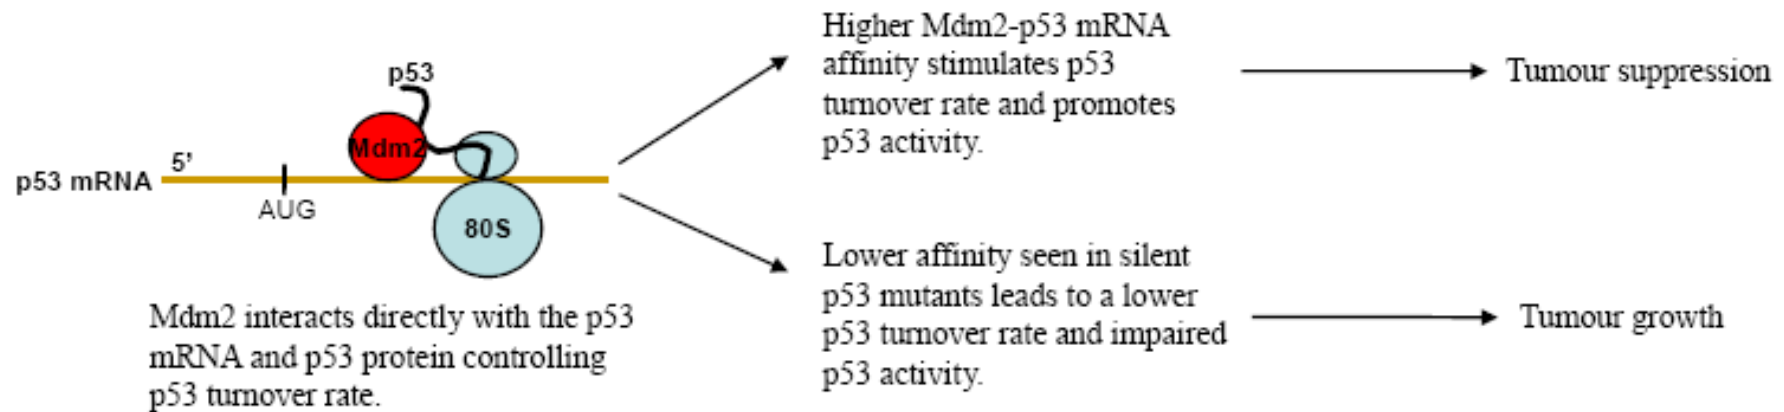 p53
Mdm2
p53 mRNA
5’
AUG
80S
Mdm2 interacts directly with the p53
mRNA and p53 protein controlling
p53 turnover rate.
Higher Mdm2-p53 mRNA
affinity stimulates p53
turnover rate and promotes
p53 activity.
Tumour suppression
Lower affinity seen in silent
p53 mutants leads to a lower
p53 turnover rate and impaired
p53 activity.
Tumour growth